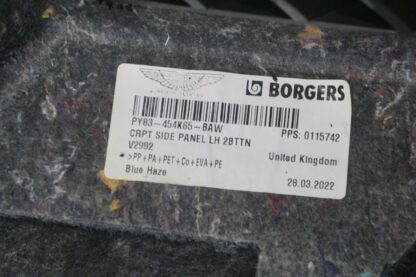 BORGERS
PY83-454K65-BAW
PPS: 0115742
CRPT SIDE PANEL LH 2BTTN
V2992
>PP+PA+PET+Co+EVA+PE
United Kingdom
Blue Haze
28.03.2022